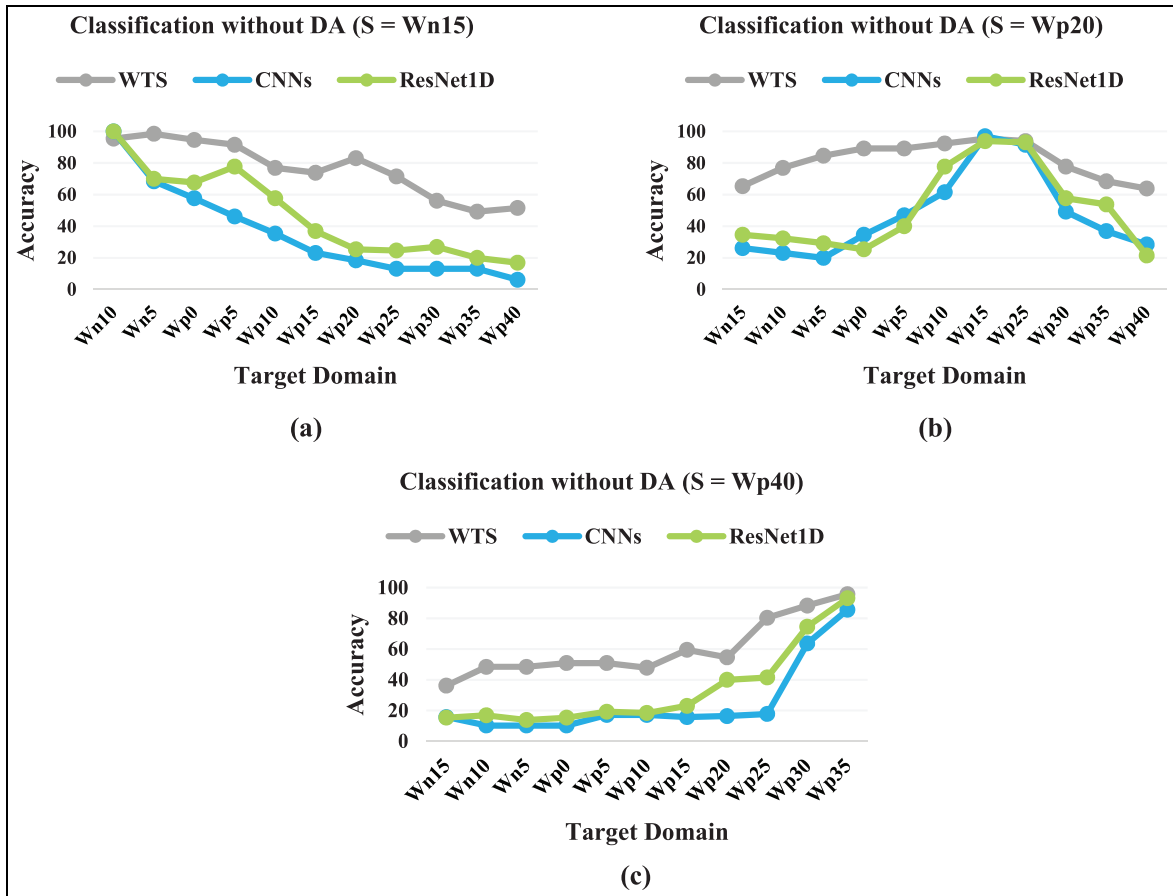 Classification without DA (S = Wn15)
WTS CNNs ResNet1D
100
80
60
40
20
0
Accuracy
Wn10 Wn5 Wp0 Wp5 Wp10 Wp15 Wp20 Wp25 Wp30 Wp35 Wp40
Target Domain
(a)
Classification without DA (S = Wp20)
WTS CNNs ResNet1D
100
80
60
40
20
0
Accuracy
Wn15 Wn10 Wn5 Wp0 Wp5 Wp10 Wp15 Wp25 Wp30 Wp35 Wp40
Target Domain
(b)
Classification without DA (S = Wp40)
WTS CNNs ResNet1D
100
80
60
40
20
0
Accuracy
Wn15 Wn10 Wn5 Wp0 Wp5 Wp10 Wp15 Wp20 Wp25 Wp30 Wp35
Target Domain
(c)